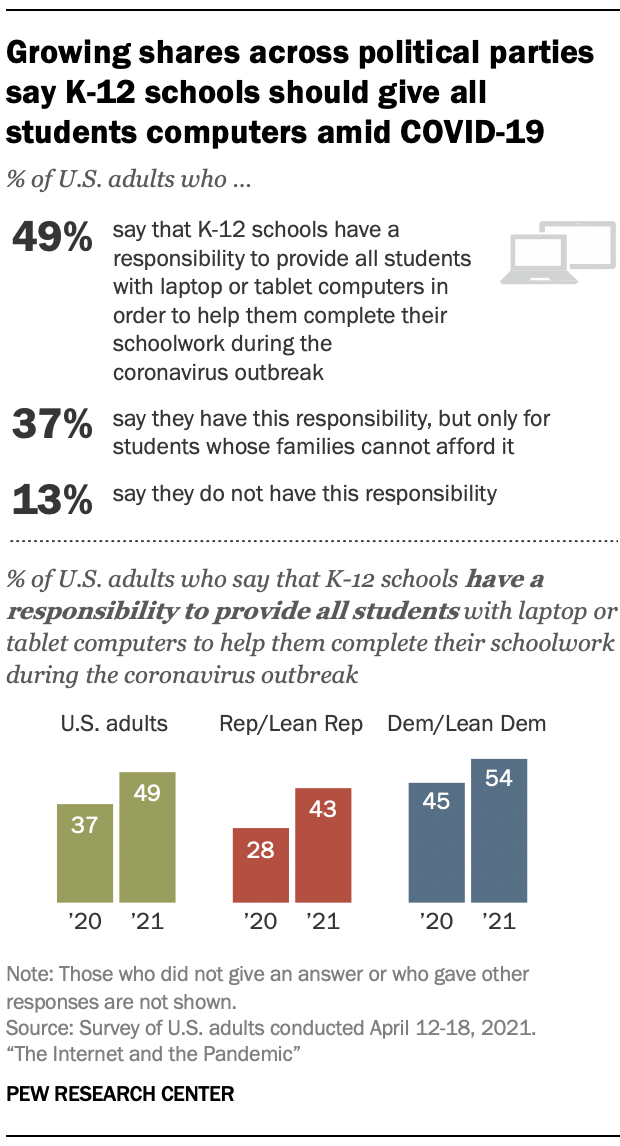 Growing shares across political parties
say K-12 schools should give all
students computers amid COVID-19
% of U.S. adults who ...
49% say that K-12 schools have a
responsibility to provide all students
with laptop or tablet computers in
order to help them complete their
schoolwork during the
coronavirus outbreak
37% say they have this responsibility, but only for
students whose families cannot afford it
13% say they do not have this responsibility
% of U.S. adults who say that K-12 schools have a
responsibility to provide all students with laptop or
tablet computers to help them complete their schoolwork
during the coronavirus outbreak
U.S. adults Rep/Lean Rep Dem/Lean Dem
37 49 28 43 45 54
’20 ’21 ’20 ’21 ’20 ’21
Note: Those who did not give an answer or who gave other
responses are not shown.
Source: Survey of U.S. adults conducted April 12-18, 2021.
“The Internet and the Pandemic”
PEW RESEARCH CENTER